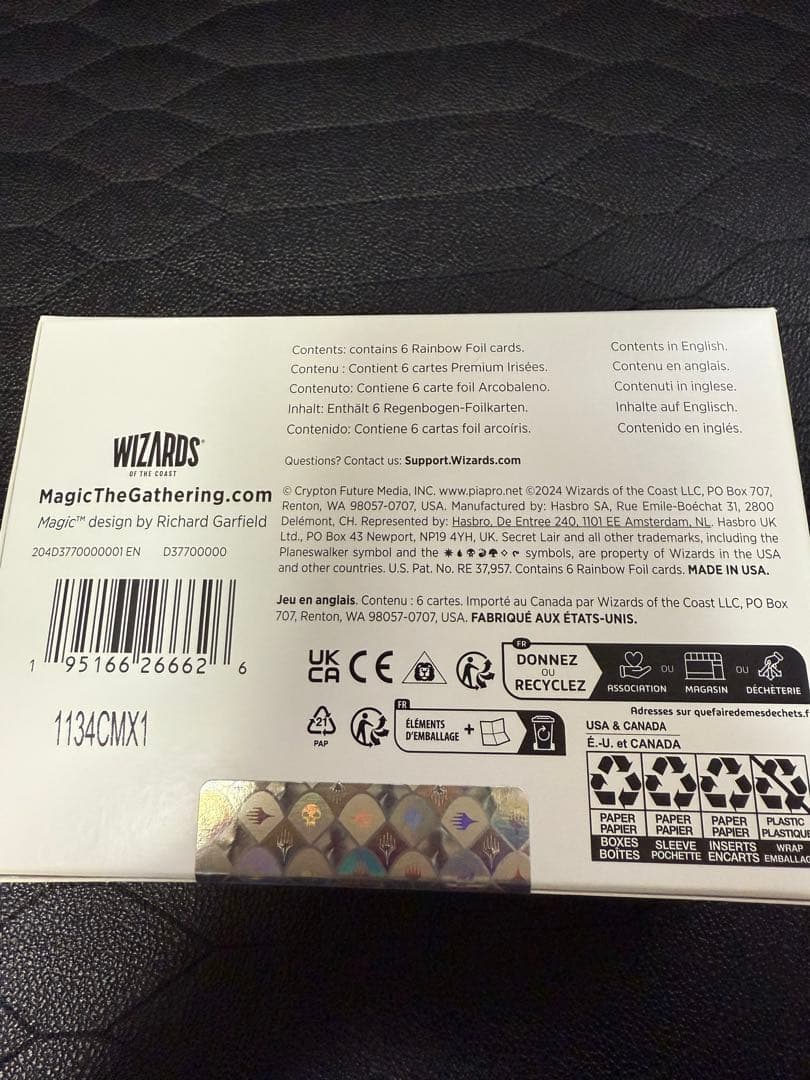 Contents: contains 6 Rainbow Foil cards.
Contenu : Contient 6 cartes Premium Irisées.
Contenuto: Contiene 6 carte foil Arcobaleno.
Inhalt: Enthält 6 Regenbogen-Foilkarten.
Contenido: Contiene 6 cartas foil arcoíris.
Contents in English.
Contenu en anglais.
Contenuti in inglese.
Inhalte auf Englisch.
Contenido en inglés.
WIZARDS®
OF THE COAST
MagicTheGathering.com
Magic™ design by Richard Garfield
204D3770000001 EN D37700000
1 95166 26662 6
1134CMX1
Questions? Contact us: Support.Wizards.com
© Crypton Future Media, INC. www.piapro.net ©2024 Wizards of the Coast LLC, PO Box 707,
Renton, WA 98057-0707, USA. Manufactured by: Hasbro SA, Rue Emile-Boéchat 31, 2800
Delémont, CH. Represented by: Hasbro, De Entree 240, 1101 EE Amsterdam, NL. Hasbro UK
Ltd., PO Box 43 Newport, NP19 4YH, UK. Secret Lair and all other trademarks, including the
Planeswalker symbol and the symbols, are property of Wizards in the USA
and other countries. U.S. Pat. No. RE 37,957. Contains 6 Rainbow Foil cards. MADE IN USA.
Jeu en anglais. Contenu : 6 cartes. Importé au Canada par Wizards of the Coast LLC, PO Box
707, Renton, WA 98057-0707, USA. FABRIQUÉ AUX ÉTATS-UNIS.
UK
CA
CE
FR
DONNEZ
OU
RECYCLEZ
ASSOCIATION
OU
MAGASIN
OU
DÉCHÈTERIE
Adresses sur quefairedemesdechets.f
21
PAP
FR
ÉLÉMENTS
D'EMBALLAGE
+
USA & CANADA
É.-U. et CANADA
PAPER
PAPIER
BOXES
BOÎTES
PAPER
PAPIER
SLEEVE
POCHETTE
PAPER
PAPIER
INSERTS
ENCARTS
PLASTIC
PLASTIQUE
WRAP
EMBALLAG